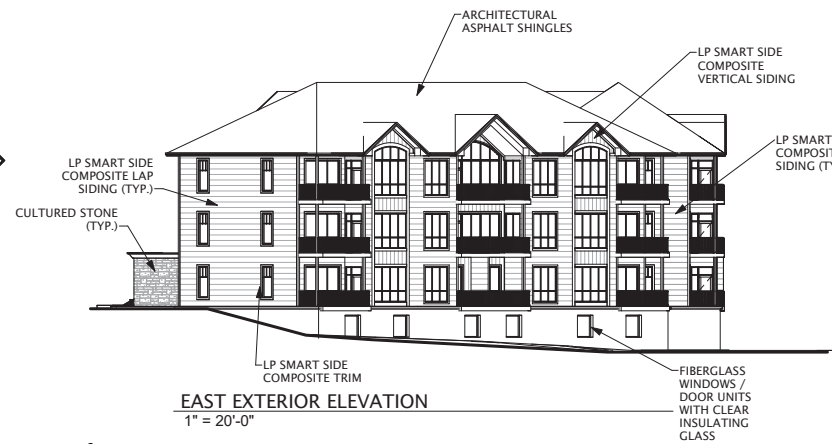 ARCHITECTURAL
ASPHALT SHINGLES
LP SMART SIDE
COMPOSITE
VERTICAL SIDING
LP SMART
SIDING (TY
LP SMART SIDE
COMPOSITE LAP
SIDING (TYP.)
CULTURED STONE
(TYP.)
LP SMART SIDE
COMPOSITE TRIM
FIBERGLASS
WINDOWS /
DOOR UNITS
WITH CLEAR
INSULATING
GLASS
EAST EXTERIOR ELEVATION
1" = 20'-0"